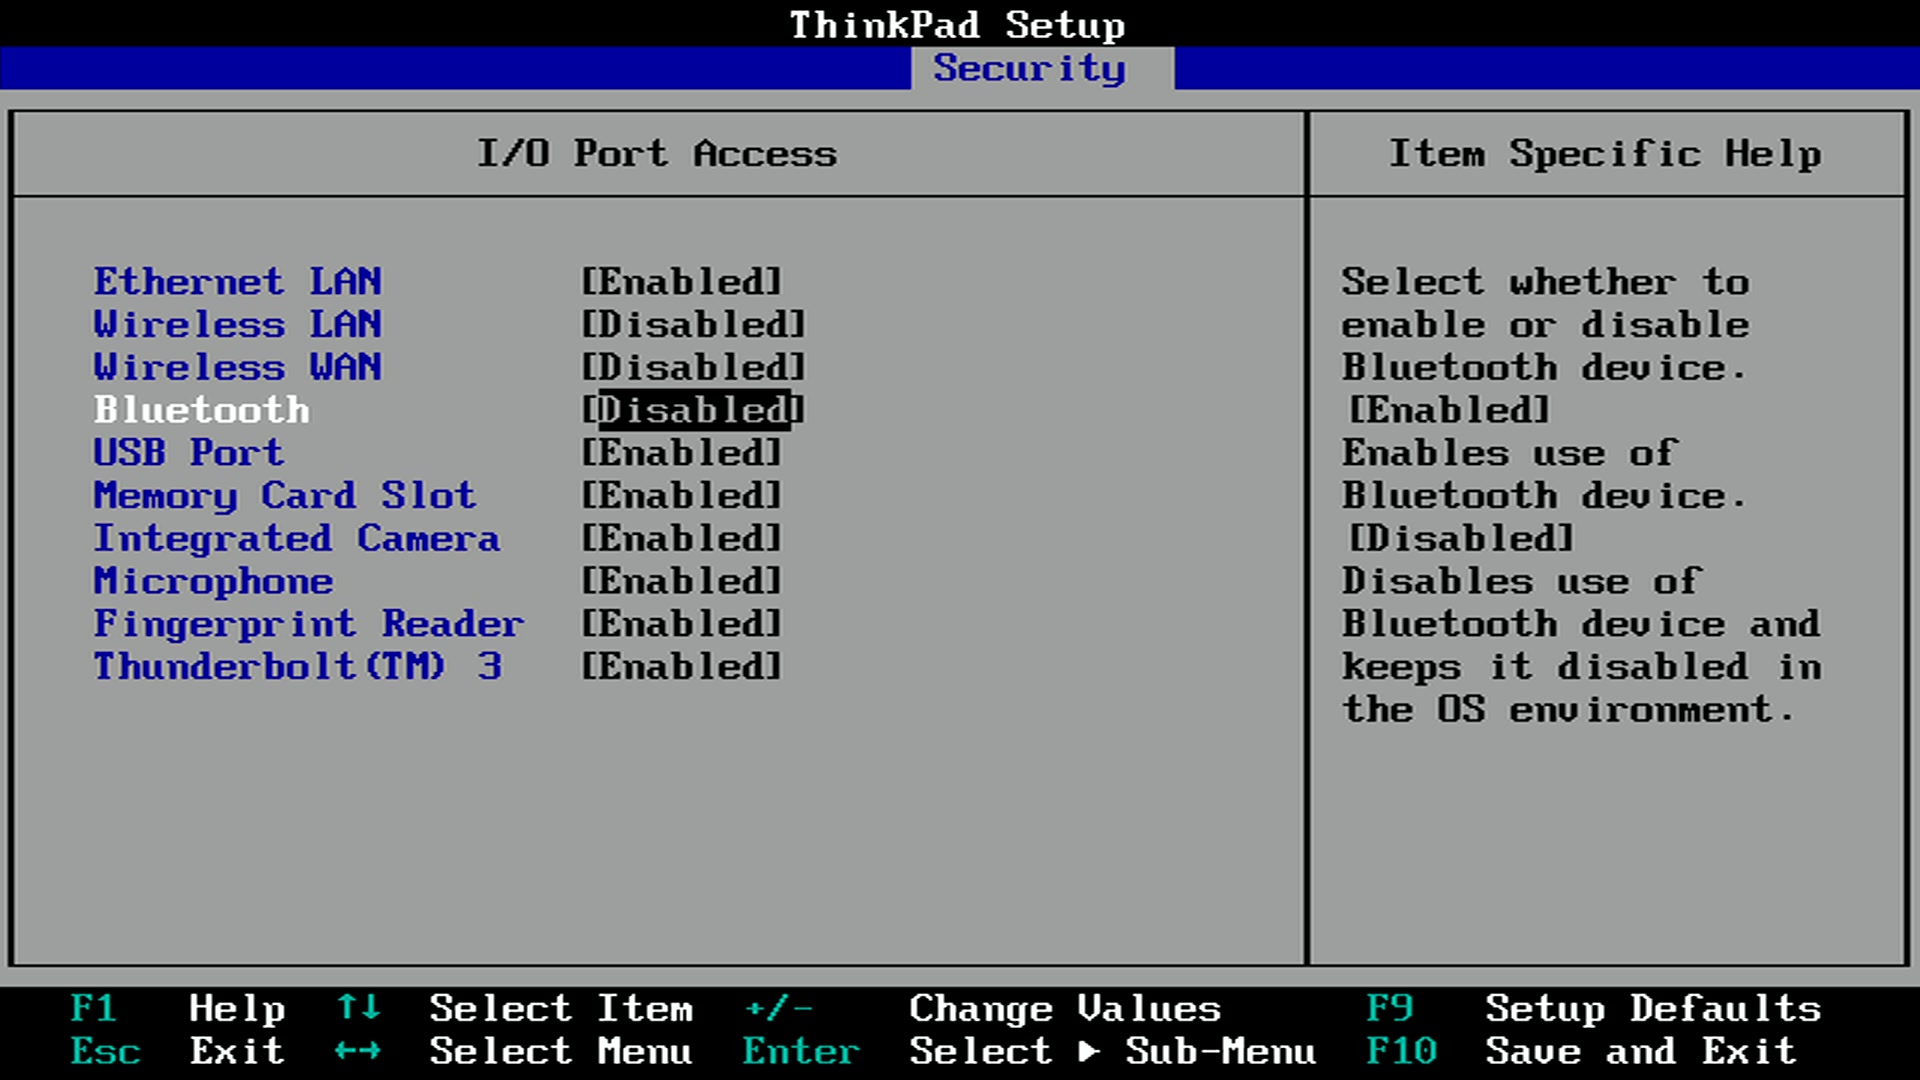 ThinkPad Setup
Security
I/O Port Access
Item Specific Help
Ethernet LAN [Enabled]
Wireless LAN [Disabled]
Wireless WAN [Disabled]
Bluetooth [Disabled]
USB Port [Enabled]
Memory Card Slot [Enabled]
Integrated Camera [Enabled]
Microphone [Enabled]
Fingerprint Reader [Enabled]
Thunderbolt(TM) 3 [Enabled]
Select whether to
enable or disable
Bluetooth device.
[Enabled]
Enables use of
Bluetooth device.
[Disabled]
Disables use of
Bluetooth device and
keeps it disabled in
the OS environment.
F1 Help ↑↓ Select Item +/- Change Values F9 Setup Defaults
Esc Exit ←→ Select Menu Enter Select ▶ Sub-Menu F10 Save and Exit